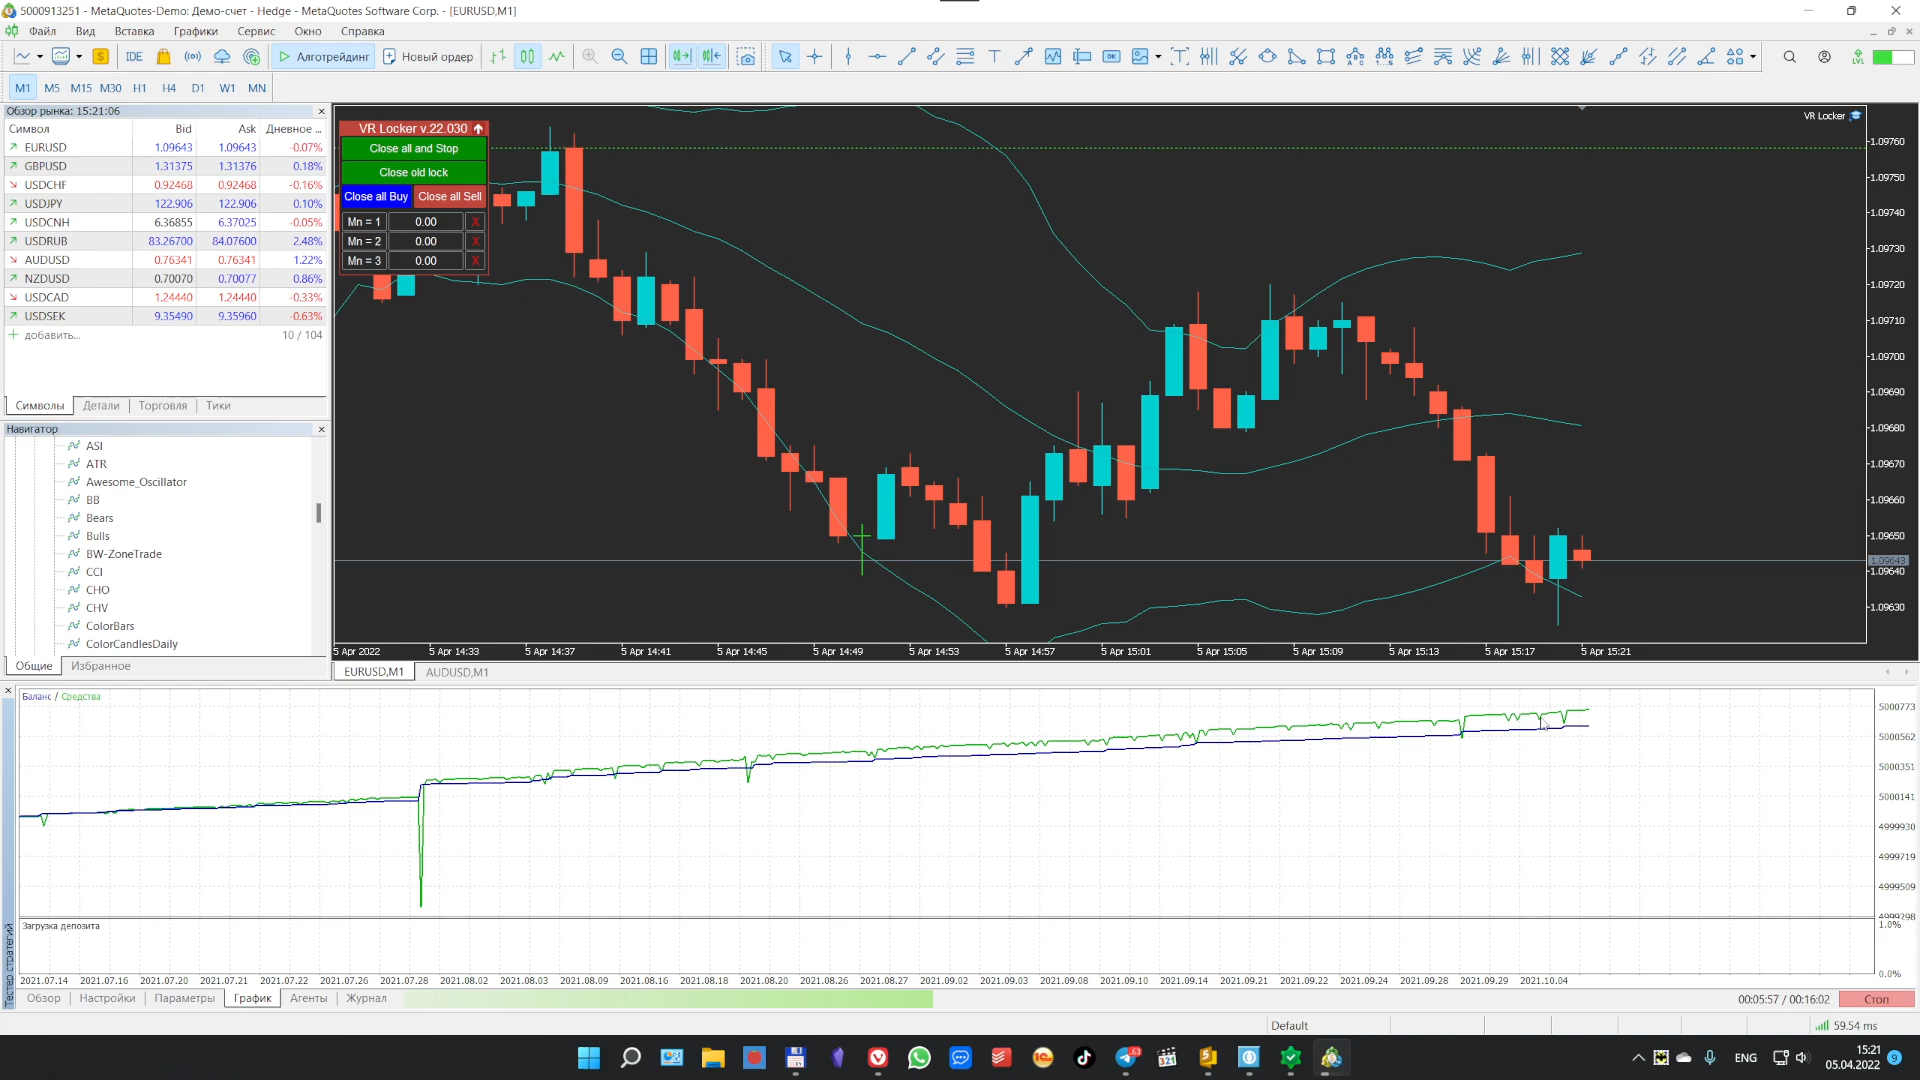 5000913251 - MetaQuotes-Demo: Демо-счет - Hedge - MetaQuotes Software Corp. - [EURUSD,M1]
Файл Вид Вставка Графики Сервис Окно Справка
IDE Алготрейдинг Новый ордер
M1 M5 M15 M30 H1 H4 D1 W1 MN
Обзор рынка: 15:21:06
Символ Bid Ask Дневное ...
EURUSD 1.09643 1.09643 -0.07%
GBPUSD 1.31375 1.31376 0.18%
USDCHF 0.92468 0.92468 -0.16%
USDJPY 122.906 122.906 0.10%
USDCNH 6.36855 6.37025 -0.05%
USDRUB 83.26700 84.07600 2.48%
AUDUSD 0.76341 0.76341 1.22%
NZDUSD 0.70070 0.70077 0.86%
USDCAD 1.24440 1.24440 -0.33%
USDSEK 9.35490 9.35960 -0.63%
добавить... 10 / 104
Символы Детали Торговля Тики
Навигатор
ASI
ATR
Awesome_Oscillator
BB
Bears
Bulls
BW-ZoneTrade
CCI
CHO
CHV
ColorBars
ColorCandlesDaily
Общие Избранное
VR Locker v.22.030
Close all and Stop
Close old lock
Close all Buy Close all Sell
Mn = 1 0.00 X
Mn = 2 0.00 X
Mn = 3 0.00 X
VR Locker
1.09760
1.09750
1.09740
1.09730
1.09720
1.09710
1.09700
1.09690
1.09680
1.09670
1.09660
1.09650
1.09643
1.09640
1.09630
5 Apr 2022 5 Apr 14:33 5 Apr 14:37 5 Apr 14:41 5 Apr 14:45 5 Apr 14:49 5 Apr 14:53 5 Apr 14:57 5 Apr 15:01 5 Apr 15:05 5 Apr 15:09 5 Apr 15:13 5 Apr 15:17 5 Apr 15:21
EURUSD,M1 AUDUSD,M1
Баланс / Средства
5000773
5000562
5000351
5000141
4999930
4999719
4999509
4999298
Загрузка депозита
1.0%
0.0%
2021.07.14 2021.07.16 2021.07.20 2021.07.21 2021.07.22 2021.07.26 2021.07.28 2021.08.02 2021.08.03 2021.08.09 2021.08.16 2021.08.18 2021.08.20 2021.08.26 2021.08.27 2021.09.02 2021.09.03 2021.09.08 2021.09.10 2021.09.14 2021.09.22 2021.09.24 2021.09.28 2021.09.29 2021.10.04
Тестер стратегий
Обзор Настройки Параметры График Агенты Журнал 00:05:57 / 00:16:02 Стоп
Default 59.54 ms
ENG 15:21
05.04.2022 9